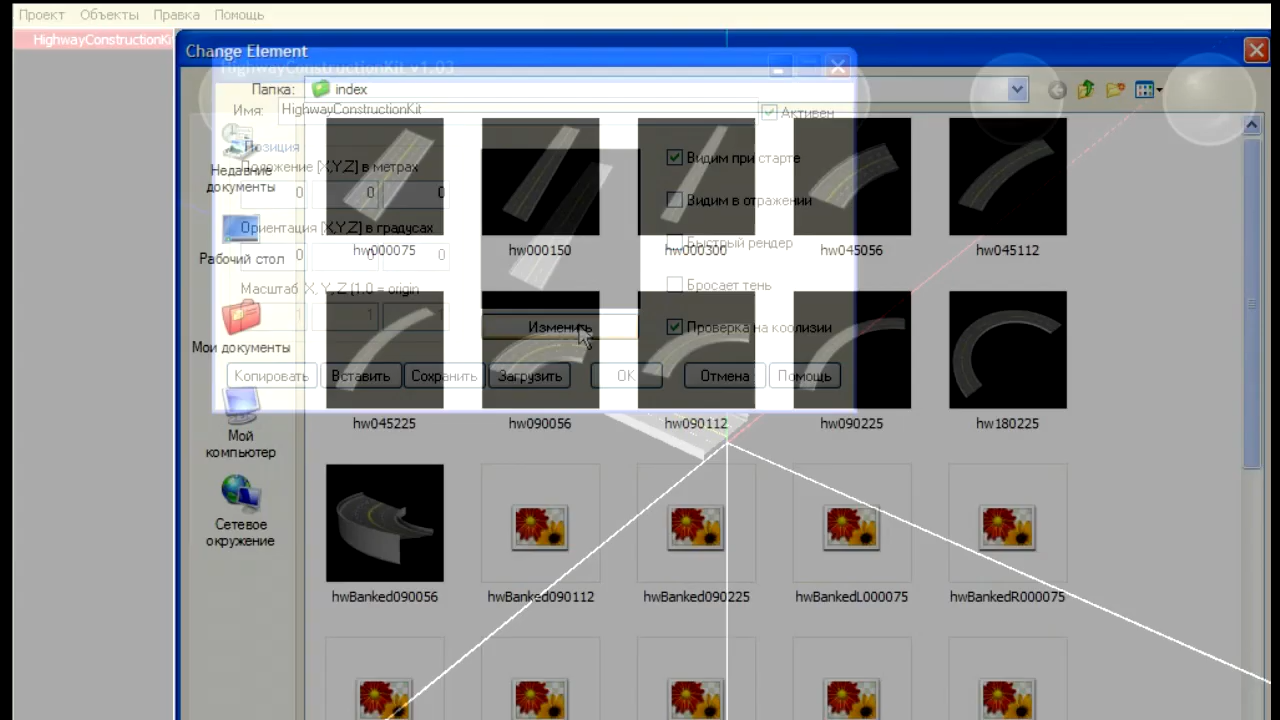 Проект Объекты Правка Помощь
HighwayConstructionKi
Change Element
HighwayConstructionKit v1.03
Папка: index
Имя: HighwayConstructionKit
Активен
Недавние документы
Позиция
Положение [X,Y,Z] в метрах
0 0 0
Видим при старте
Видим в отражении
Ориентация [X,Y,Z] в градусах
0 0 0
Быстрый рендер
hw000075 hw000150 hw000300 hw045056 hw045112
Рабочий стол
Масштаб X, Y, Z (1.0 = origin
1 1 1
Бросает тень
Изменить
Проверка на коолизии
Мои документы
Копировать Вставить Сохранить Загрузить OK Отмена Помощь
hw045225 hw090056 hw090112 hw090225 hw180225
Мой
компьютер
Сетевое
окружение
hwBanked090056 hwBanked090112 hwBanked090225 hwBankedL000075 hwBankedR000075